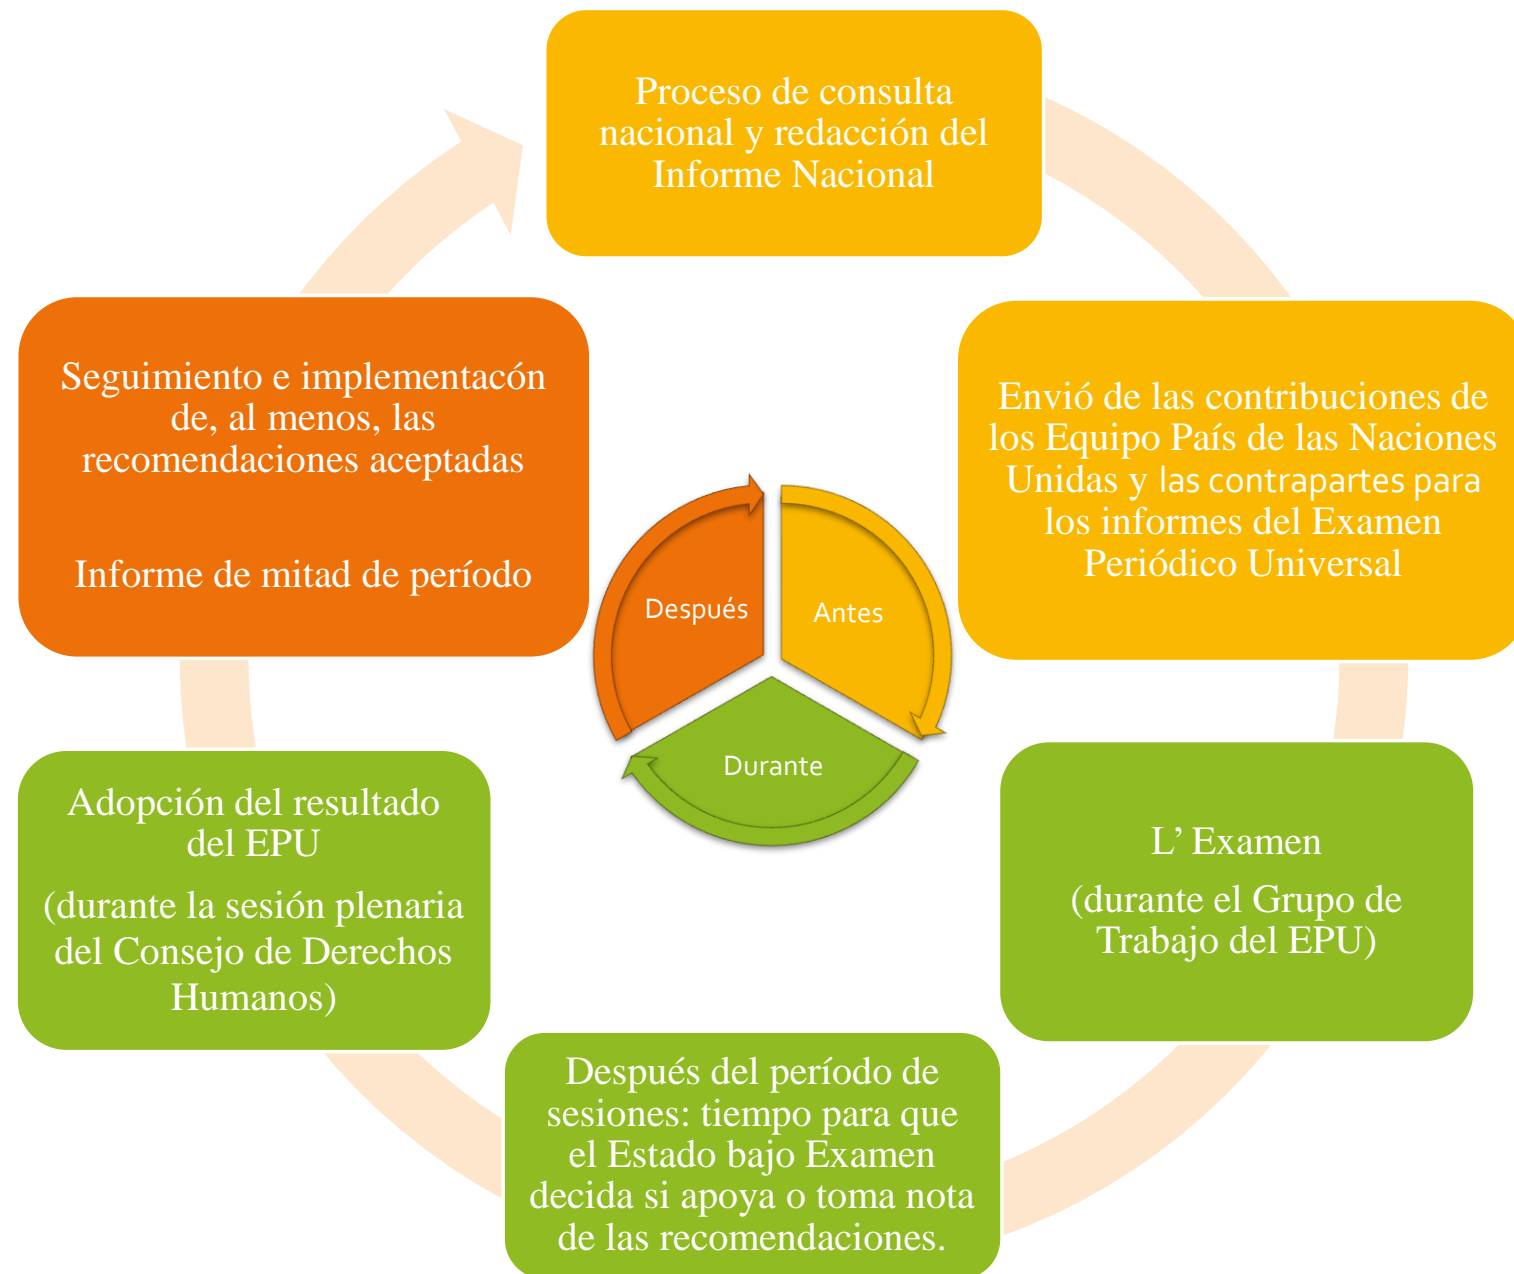 Proceso de consulta
nacional y redacción del
Informe Nacional
Envió de las contribuciones de
los Equipo País de las Naciones
Unidas y las contrapartes para
los informes del Examen
Periódico Universal
L’ Examen
(durante el Grupo de
Trabajo del EPU)
Después del período de
sesiones: tiempo para que
el Estado bajo Examen
decida si apoya o toma nota
de las recomendaciones.
Adopción del resultado
del EPU
(durante la sesión plenaria
del Consejo de Derechos
Humanos)
Seguimiento e implementacón
de, al menos, las
recomendaciones aceptadas
Informe de mitad de período
Antes
Durante
Después